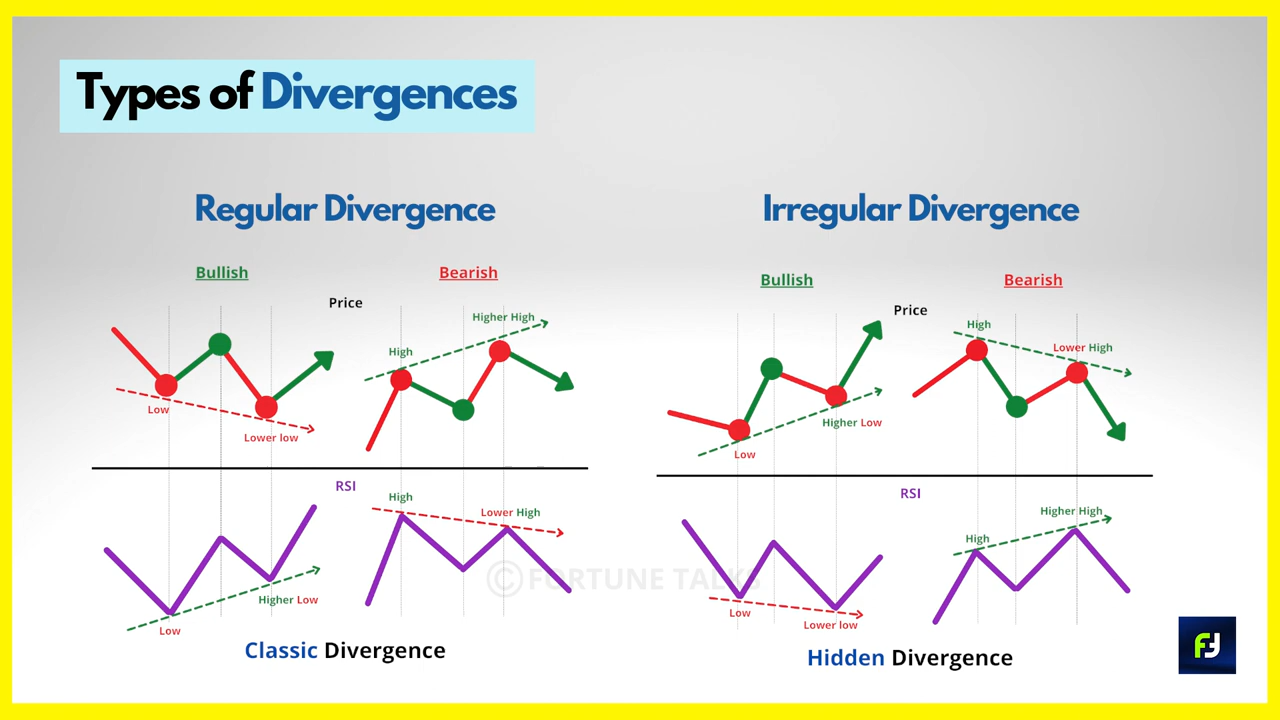 Types of Divergences
Regular Divergence
Irregular Divergence
Bullish
Bearish
Price
Higher High
High
Low
Lower low
RSI
High
Lower High
Higher Low
Low
Classic Divergence
Bullish
Bearish
Price
High
Lower High
Higher Low
Low
RSI
Higher High
High
Low
Lower low
Hidden Divergence
© FORTUNE TALKS